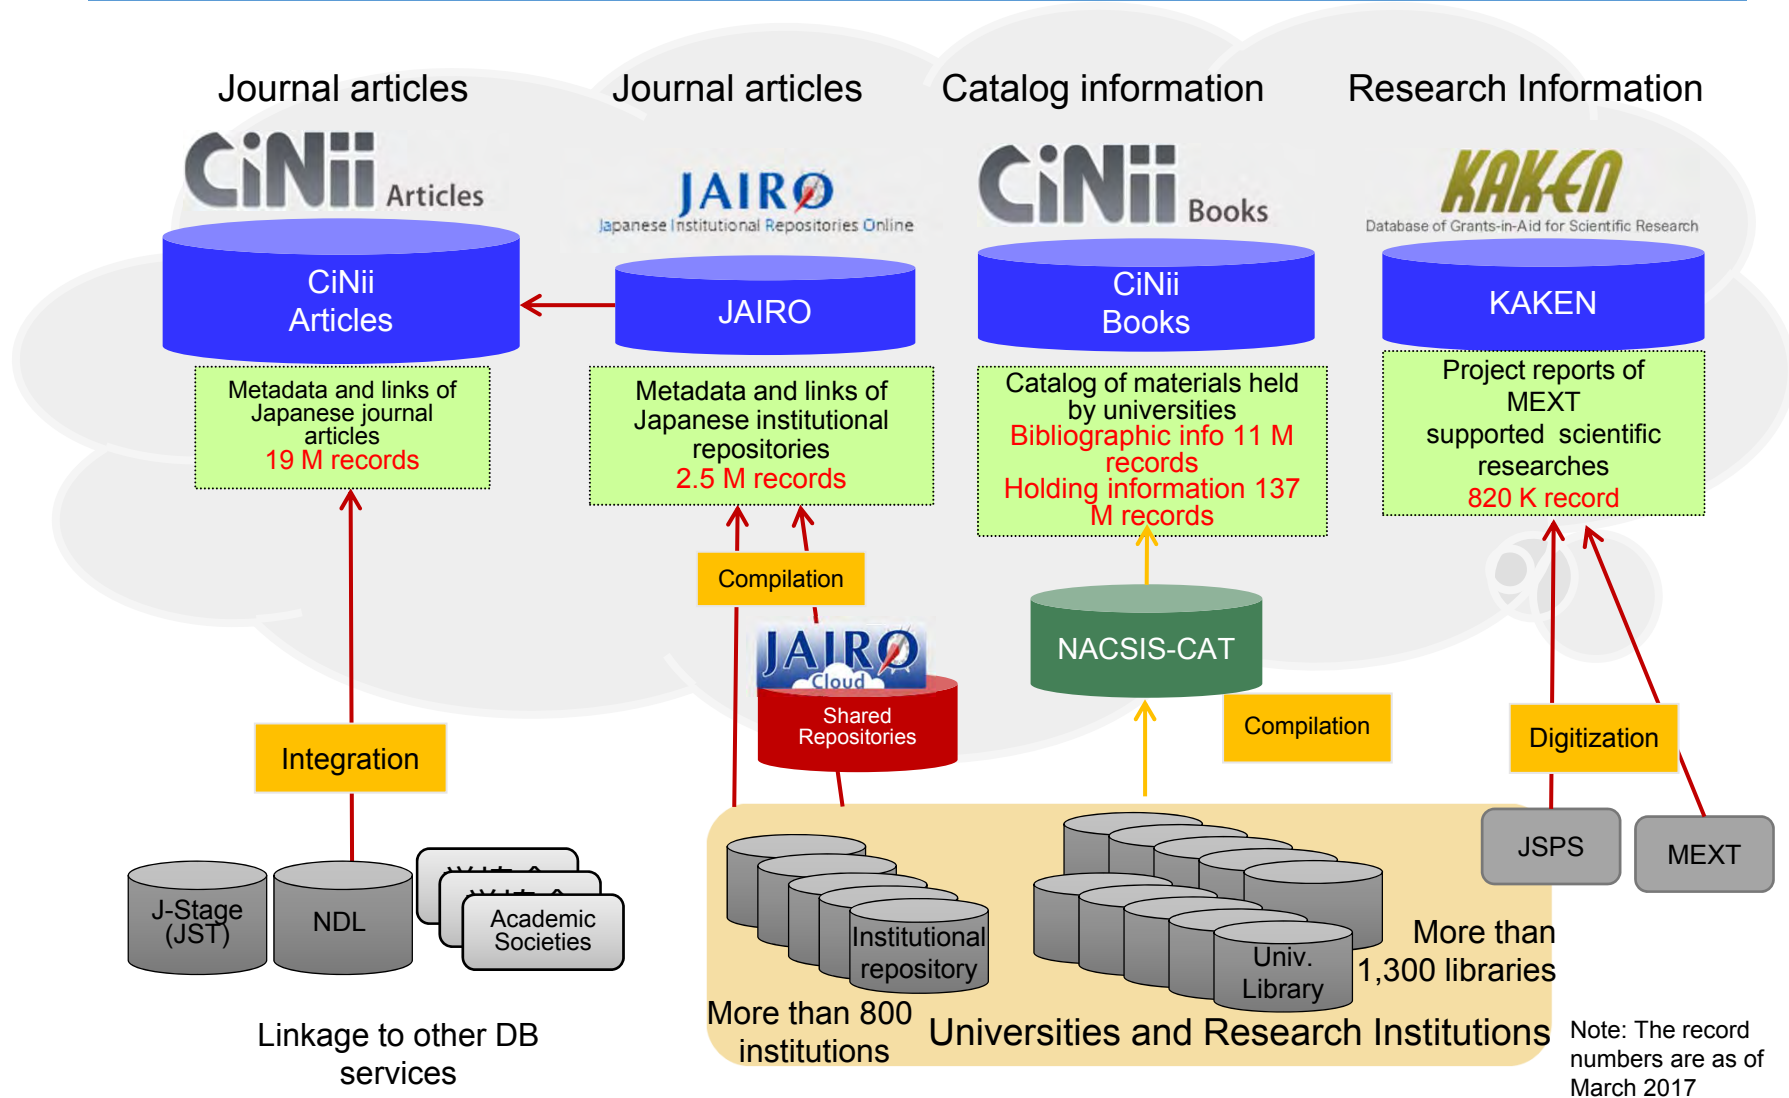 Journal articles
Journal articles
Catalog information
Research Information
CiNii Articles
JAIRO
Japanese Institutional Repositories Online
CiNii Books
KAKEN
Database of Grants-in-Aid for Scientific Research
CiNii
Articles
JAIRO
CiNii
Books
KAKEN
Metadata and links of
Japanese journal
articles
19 M records
Metadata and links of
Japanese institutional
repositories
2.5 M records
Catalog of materials held
by universities
Bibliographic info 11 M
records
Holding information 137
M records
Project reports of
MEXT
supported scientific
researches
820 K record
Compilation
JAIRO
Cloud
Shared
Repositories
NACSIS-CAT
Compilation
Integration
Digitization
J-Stage
(JST)
NDL
Academic
Societies
Institutional
repository
Univ.
Library
JSPS
MEXT
More than
1,300 libraries
More than 800
institutions
Universities and Research Institutions
Linkage to other DB
services
Note: The record
numbers are as of
March 2017